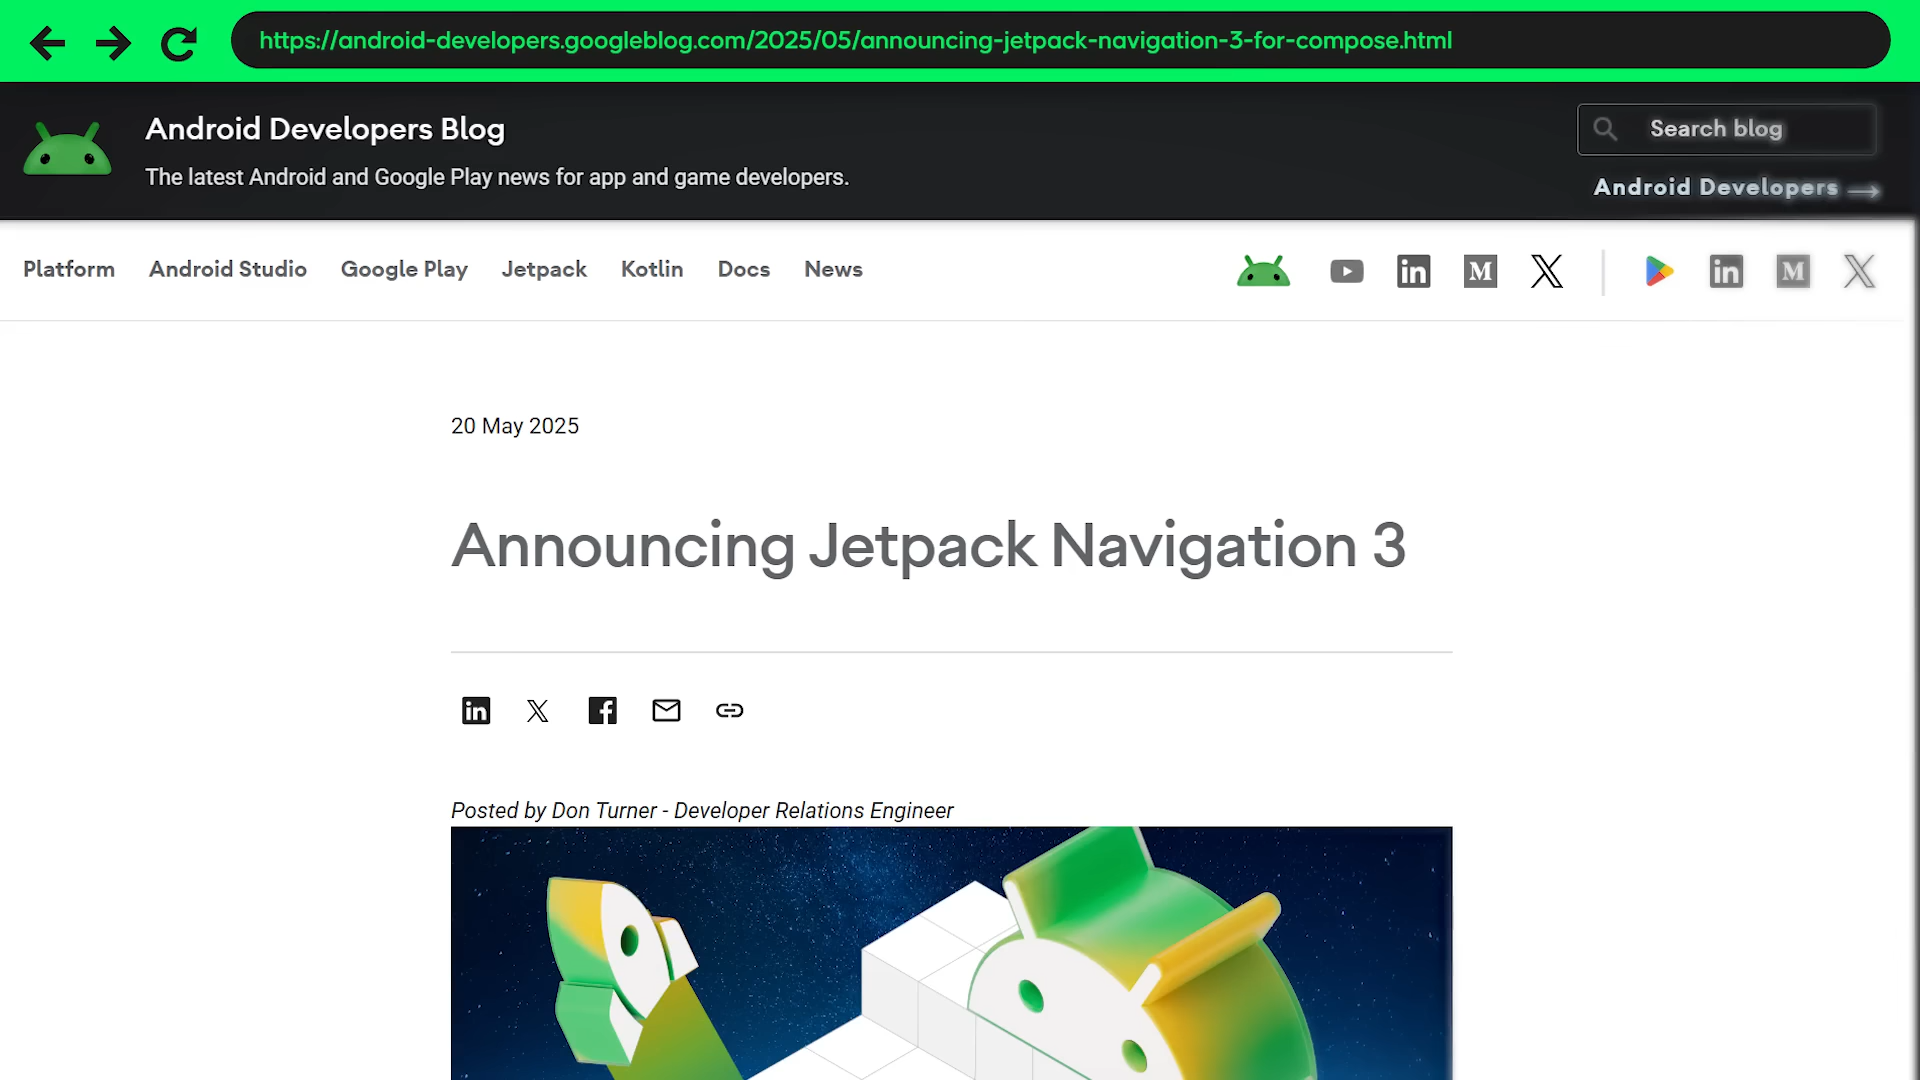 https://android-developers.googleblog.com/2025/05/announcing-jetpack-navigation-3-for-compose.html
Android Developers Blog
The latest Android and Google Play news for app and game developers.
Search blog
Android Developers
Platform Android Studio Google Play Jetpack Kotlin Docs News
20 May 2025
Announcing Jetpack Navigation 3
Posted by Don Turner - Developer Relations Engineer